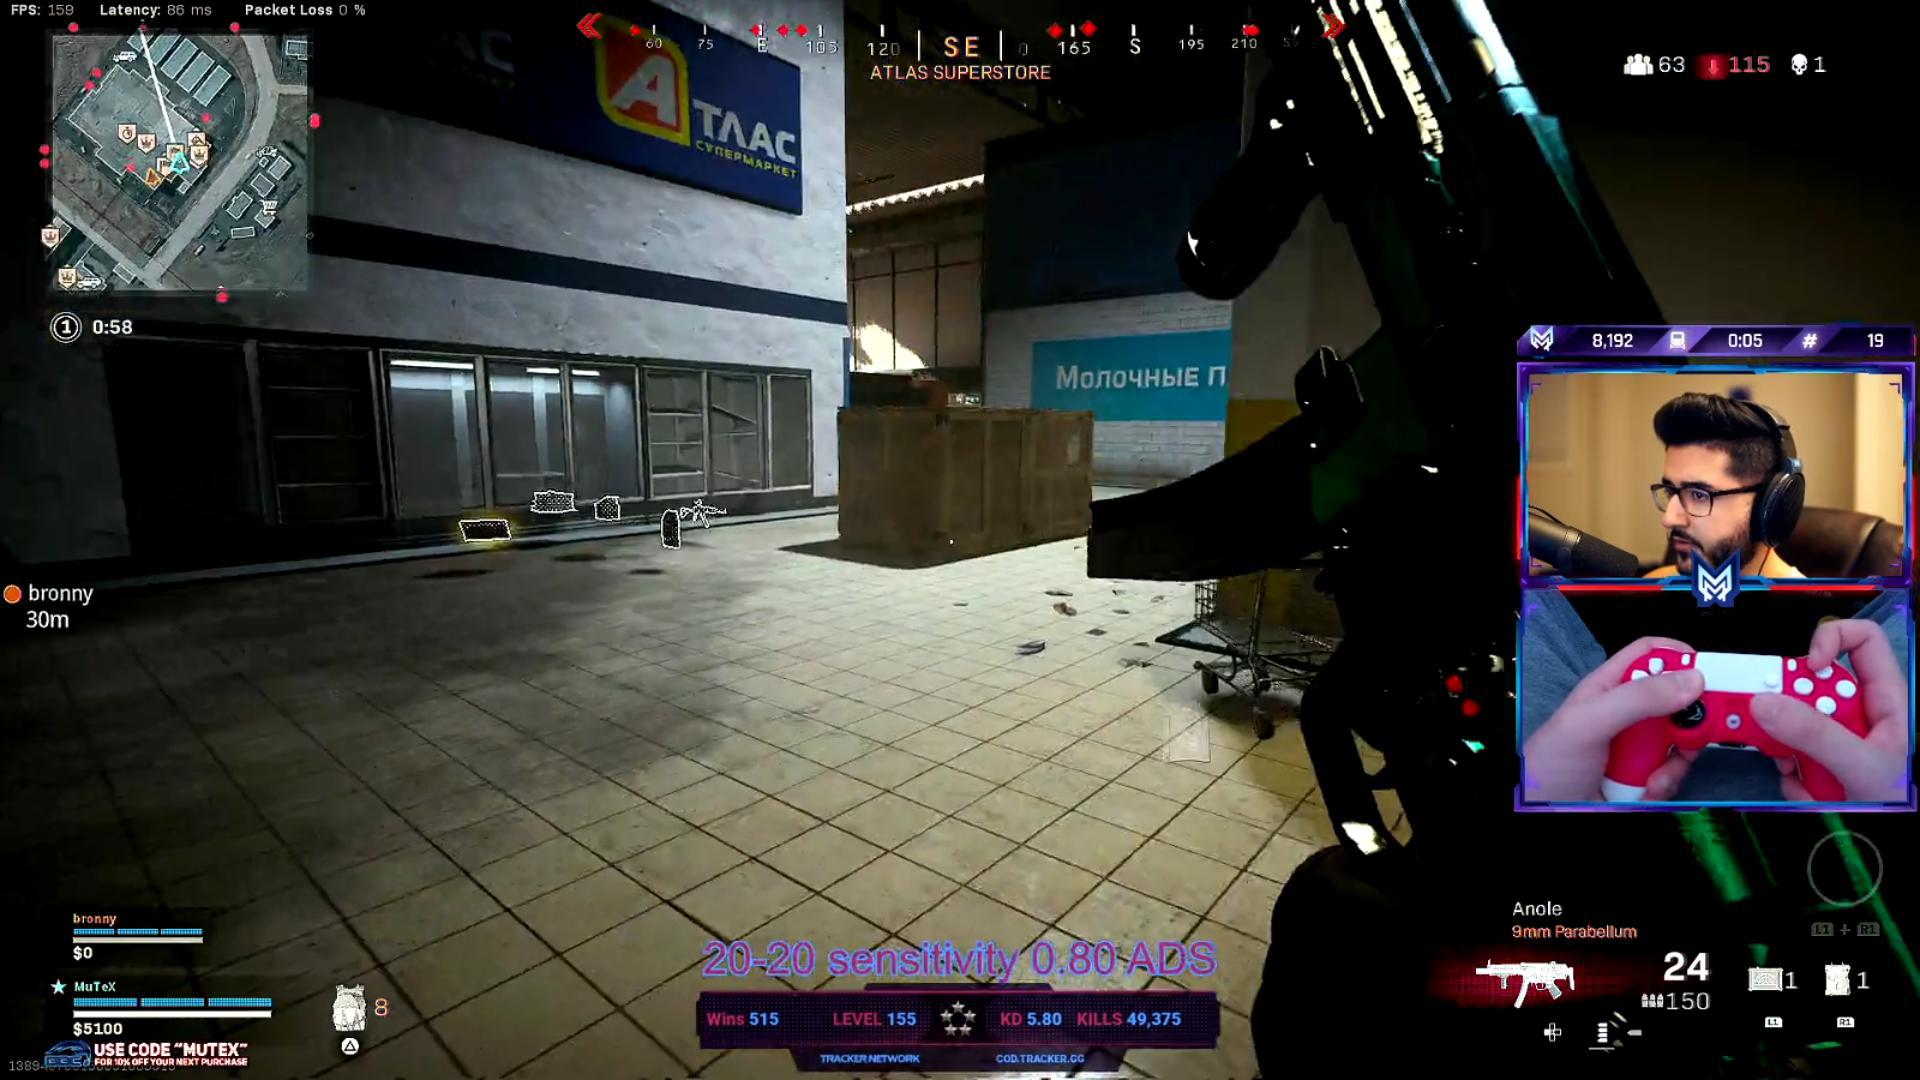 FPS: 159 Latency: 86 ms Packet Loss 0 %
60 75 E 105 120 SE 165 S 195 210
ATLAS SUPERSTORE
63 115 1
АТЛАС
СУПЕРМАРКЕТ
1 0:58
Молочные п
8,192 0:05 # 19
bronny
30m
bronny
$0
MuTeX
$5100
8
USE CODE "MUTEX"
FOR 10% OFF YOUR NEXT PURCHASE
20-20 sensitivity 0.80 ADS
Wins 515 LEVEL 155 KD 5.80 KILLS 49,375
TRACKER NETWORK COD.TRACKER.GG
Anole
9mm Parabellum
L1 + R1
24
150
1 1
L1 R1